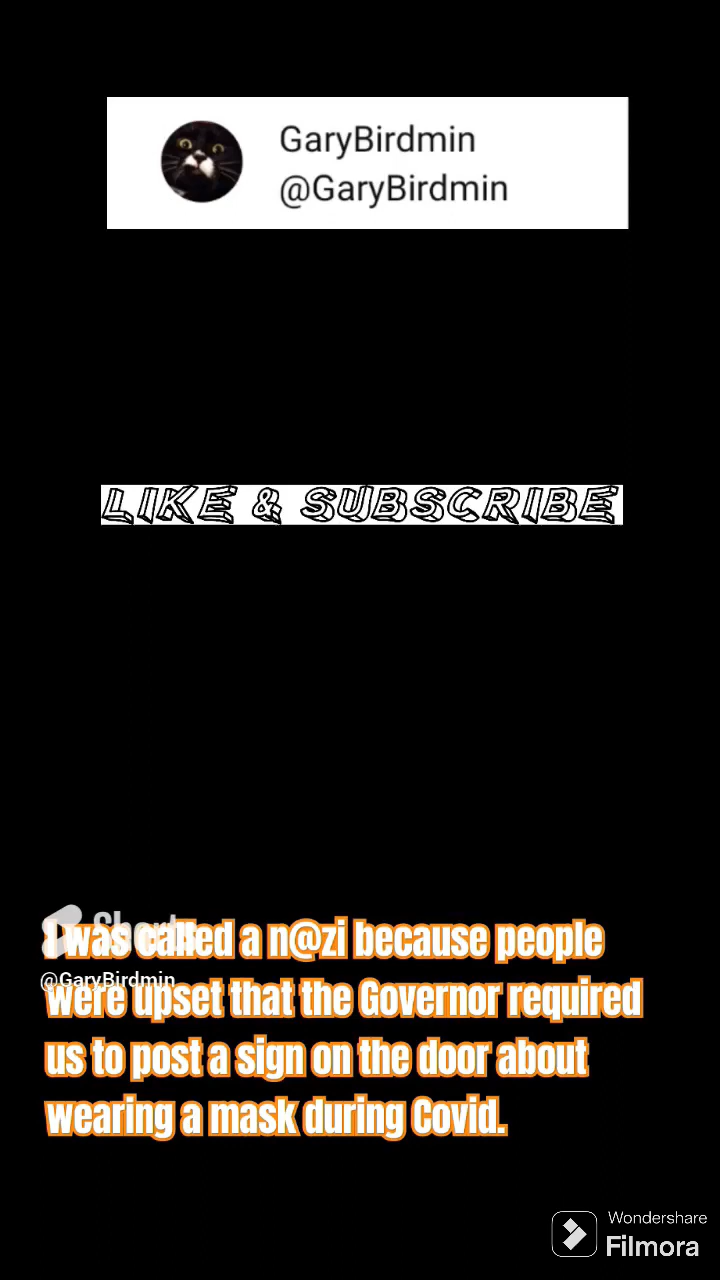 GaryBirdmin
@GaryBirdmin
LIKE & SUBSCRIBE
Shorts
I was called a n@zi because people
@GaryBirdmin
were upset that the Governor required
us to post a sign on the door about
wearing a mask during Covid.
Wondershare
Filmora